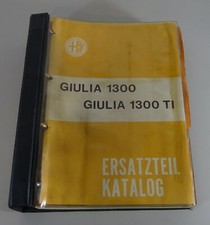 GIULIA 1300
GIULIA 1300 TI
ERSATZTEIL
KATALOG